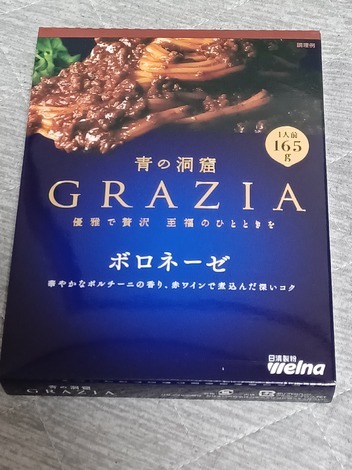 調理例
1人前
165
g
青の洞窟
GRAZIA
優雅で贅沢 至福のひとときを
ボロネーゼ
華やかなポルチーニの香り、赤ワインで煮込んだ深いコク
日清製粉
Welna
青の洞窟
GRAZIA